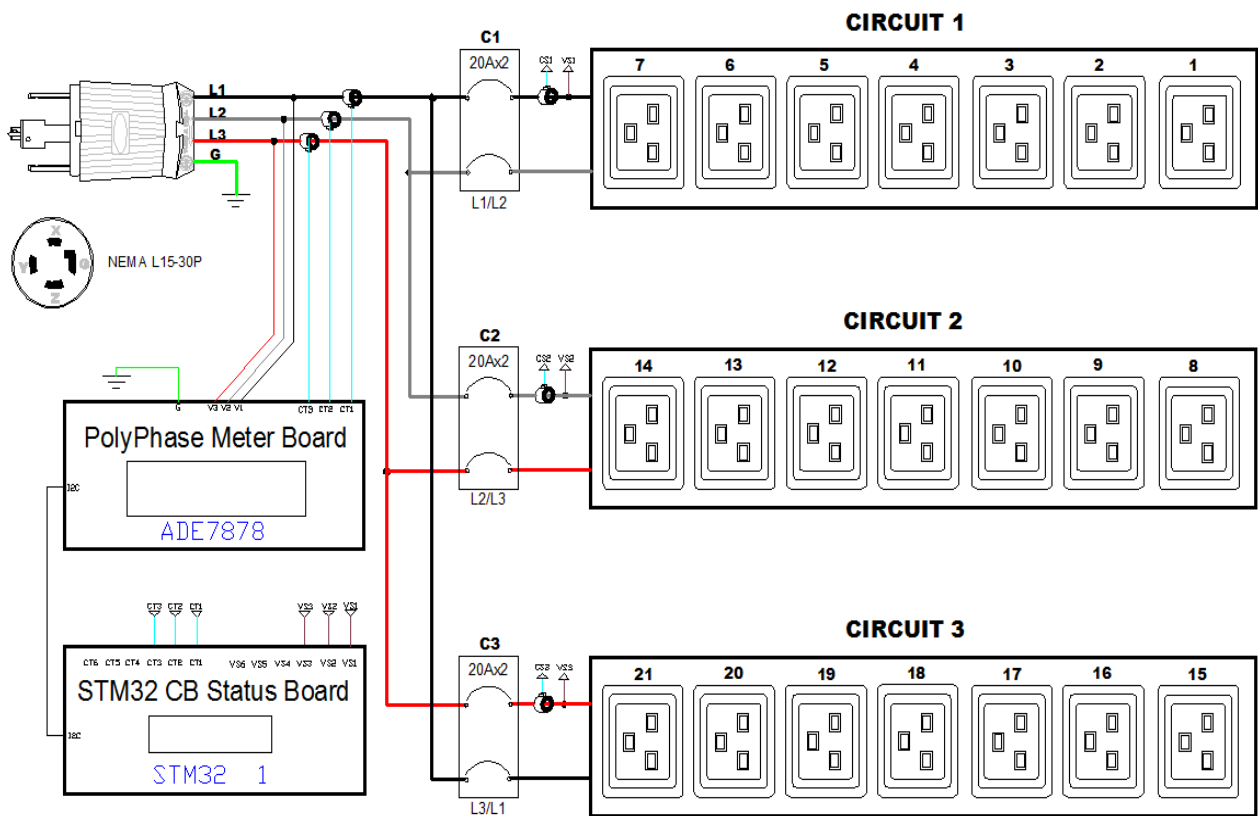 CIRCUIT 1
C1
20Ax2
CS1 VS1
7 6 5 4 3 2 1
L1
L2
L3
G
L1/L2
X
Y G
Z
NEMA L15-30P
CIRCUIT 2
C2
20Ax2
CS2 VS2
14 13 12 11 10 9 8
G V3 V2 V1 CT3 CT2 CT1
PolyPhase Meter Board
I2C
ADE7878
L2/L3
CIRCUIT 3
C3
20Ax2
CS3 VS3
21 20 19 18 17 16 15
CT3 CT2 CT1 VS3 VS2 VS1
CT6 CT5 CT4 CT3 CT2 CT1 VS6 VS5 VS4 VS3 VS2 VS1
STM32 CB Status Board
I2C
STM32 1
L3/L1